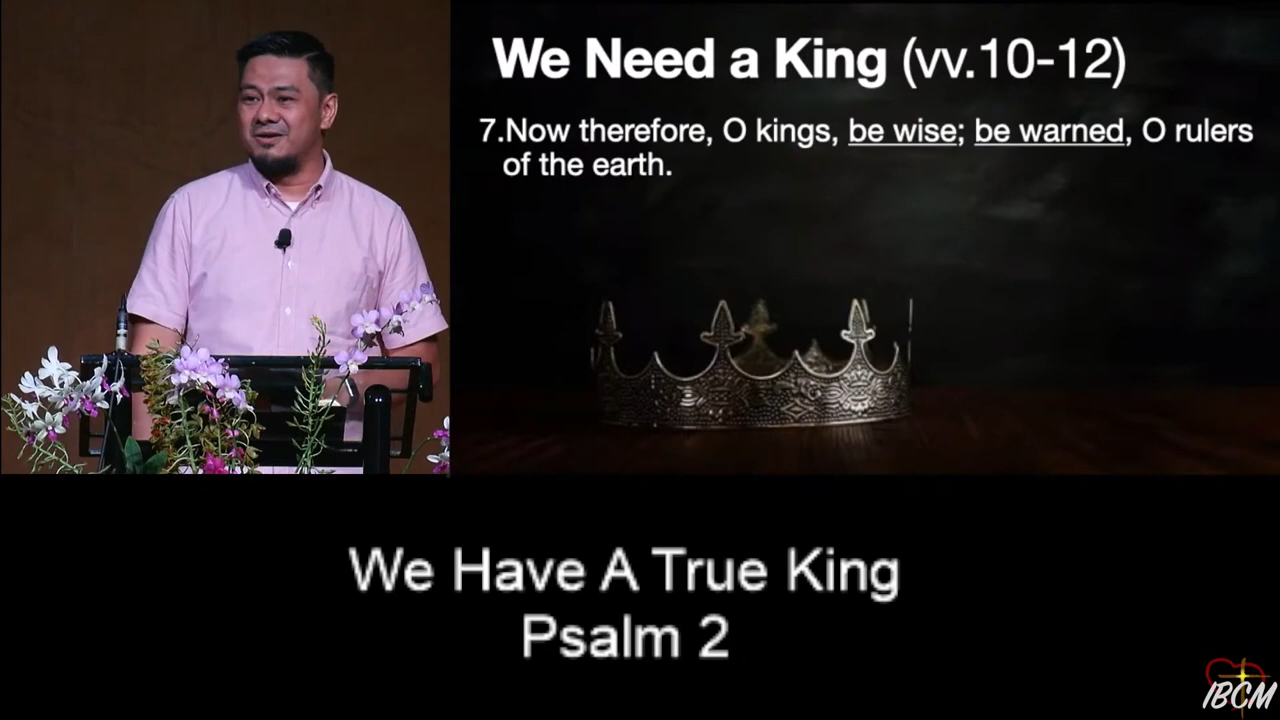 We Need a King (vv.10-12)
7.Now therefore, O kings, be wise; be warned, O rulers
of the earth.
We Have A True King
Psalm 2
IBCM